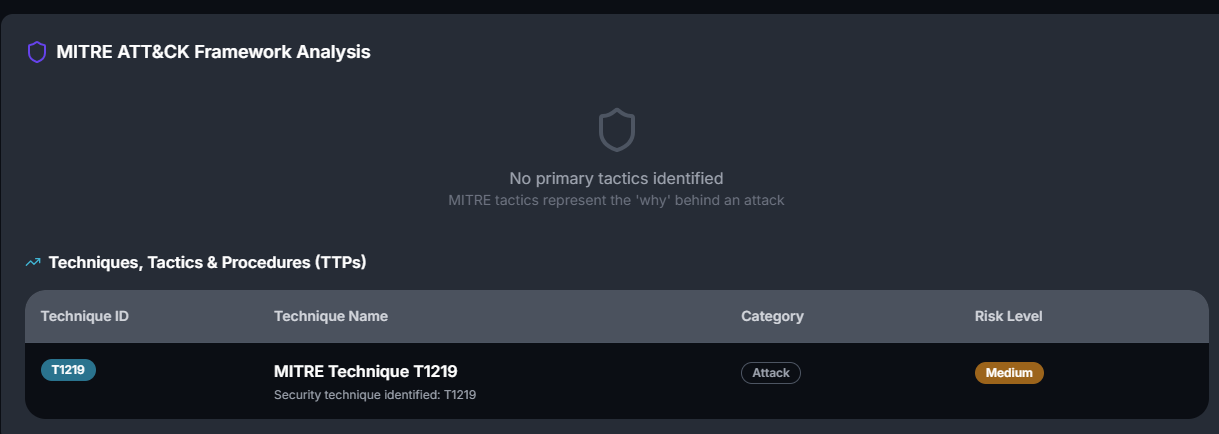 MITRE ATT&CK Framework Analysis
No primary tactics identified
MITRE tactics represent the 'why' behind an attack
Techniques, Tactics & Procedures (TTPs)
Technique ID Technique Name Category Risk Level
T1219 MITRE Technique T1219 Attack Medium
Security technique identified: T1219